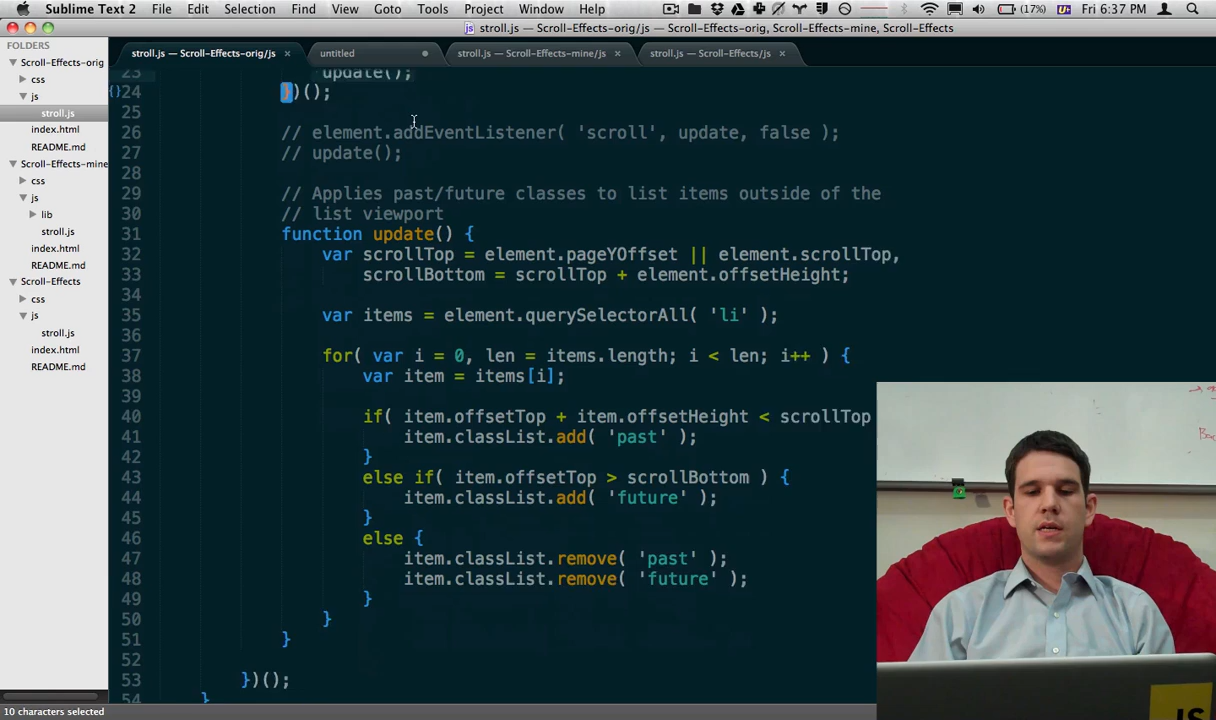 Sublime Text 2 File Edit Selection Find View Goto Tools Project Window Help (17%) Fri 6:37 PM
stroll.js — Scroll-Effects-orig/js — Scroll-Effects-orig, Scroll-Effects-mine, Scroll-Effects
FOLDERS
Scroll-Effects-orig
css
js
stroll.js
index.html
README.md
Scroll-Effects-mine
css
js
lib
stroll.js
index.html
README.md
Scroll-Effects
css
js
stroll.js
index.html
README.md
stroll.js — Scroll-Effects-orig/js × untitled stroll.js — Scroll-Effects-mine/js × stroll.js — Scroll-Effects/js ×
23 update();
{} 24 })();
25
26 // element.addEventListener( 'scroll', update, false );
27 // update();
28
29 // Applies past/future classes to list items outside of the
30 // list viewport
31 function update() {
32 var scrollTop = element.pageYOffset || element.scrollTop,
33 scrollBottom = scrollTop + element.offsetHeight;
34
35 var items = element.querySelectorAll( 'li' );
36
37 for( var i = 0, len = items.length; i < len; i++ ) {
38 var item = items[i];
39
40 if( item.offsetTop + item.offsetHeight < scrollTop
41 item.classList.add( 'past' );
42 }
43 else if( item.offsetTop > scrollBottom ) {
44 item.classList.add( 'future' );
45 }
46 else {
47 item.classList.remove( 'past' );
48 item.classList.remove( 'future' );
49 }
50 }
51 }
52
53 })();
54 }
10 characters selected
JS